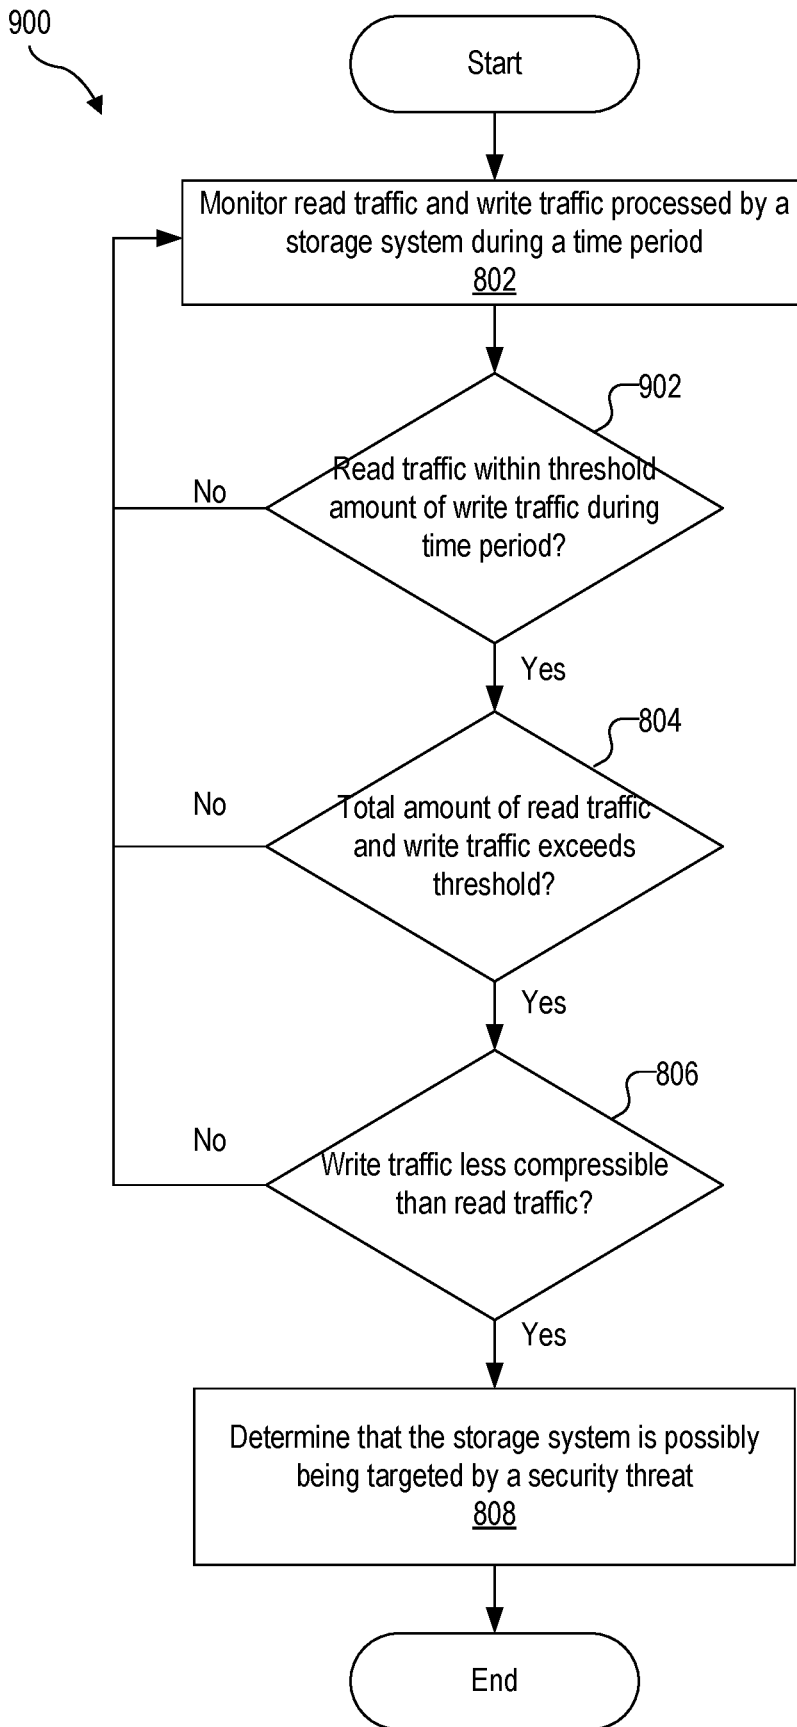 900
Start
Monitor read traffic and write traffic processed by a
storage system during a time period
802
902
Read traffic within threshold
amount of write traffic during
time period?
No
Yes
804
Total amount of read traffic
and write traffic exceeds
threshold?
No
Yes
806
Write traffic less compressible
than read traffic?
No
Yes
Determine that the storage system is possibly
being targeted by a security threat
808
End